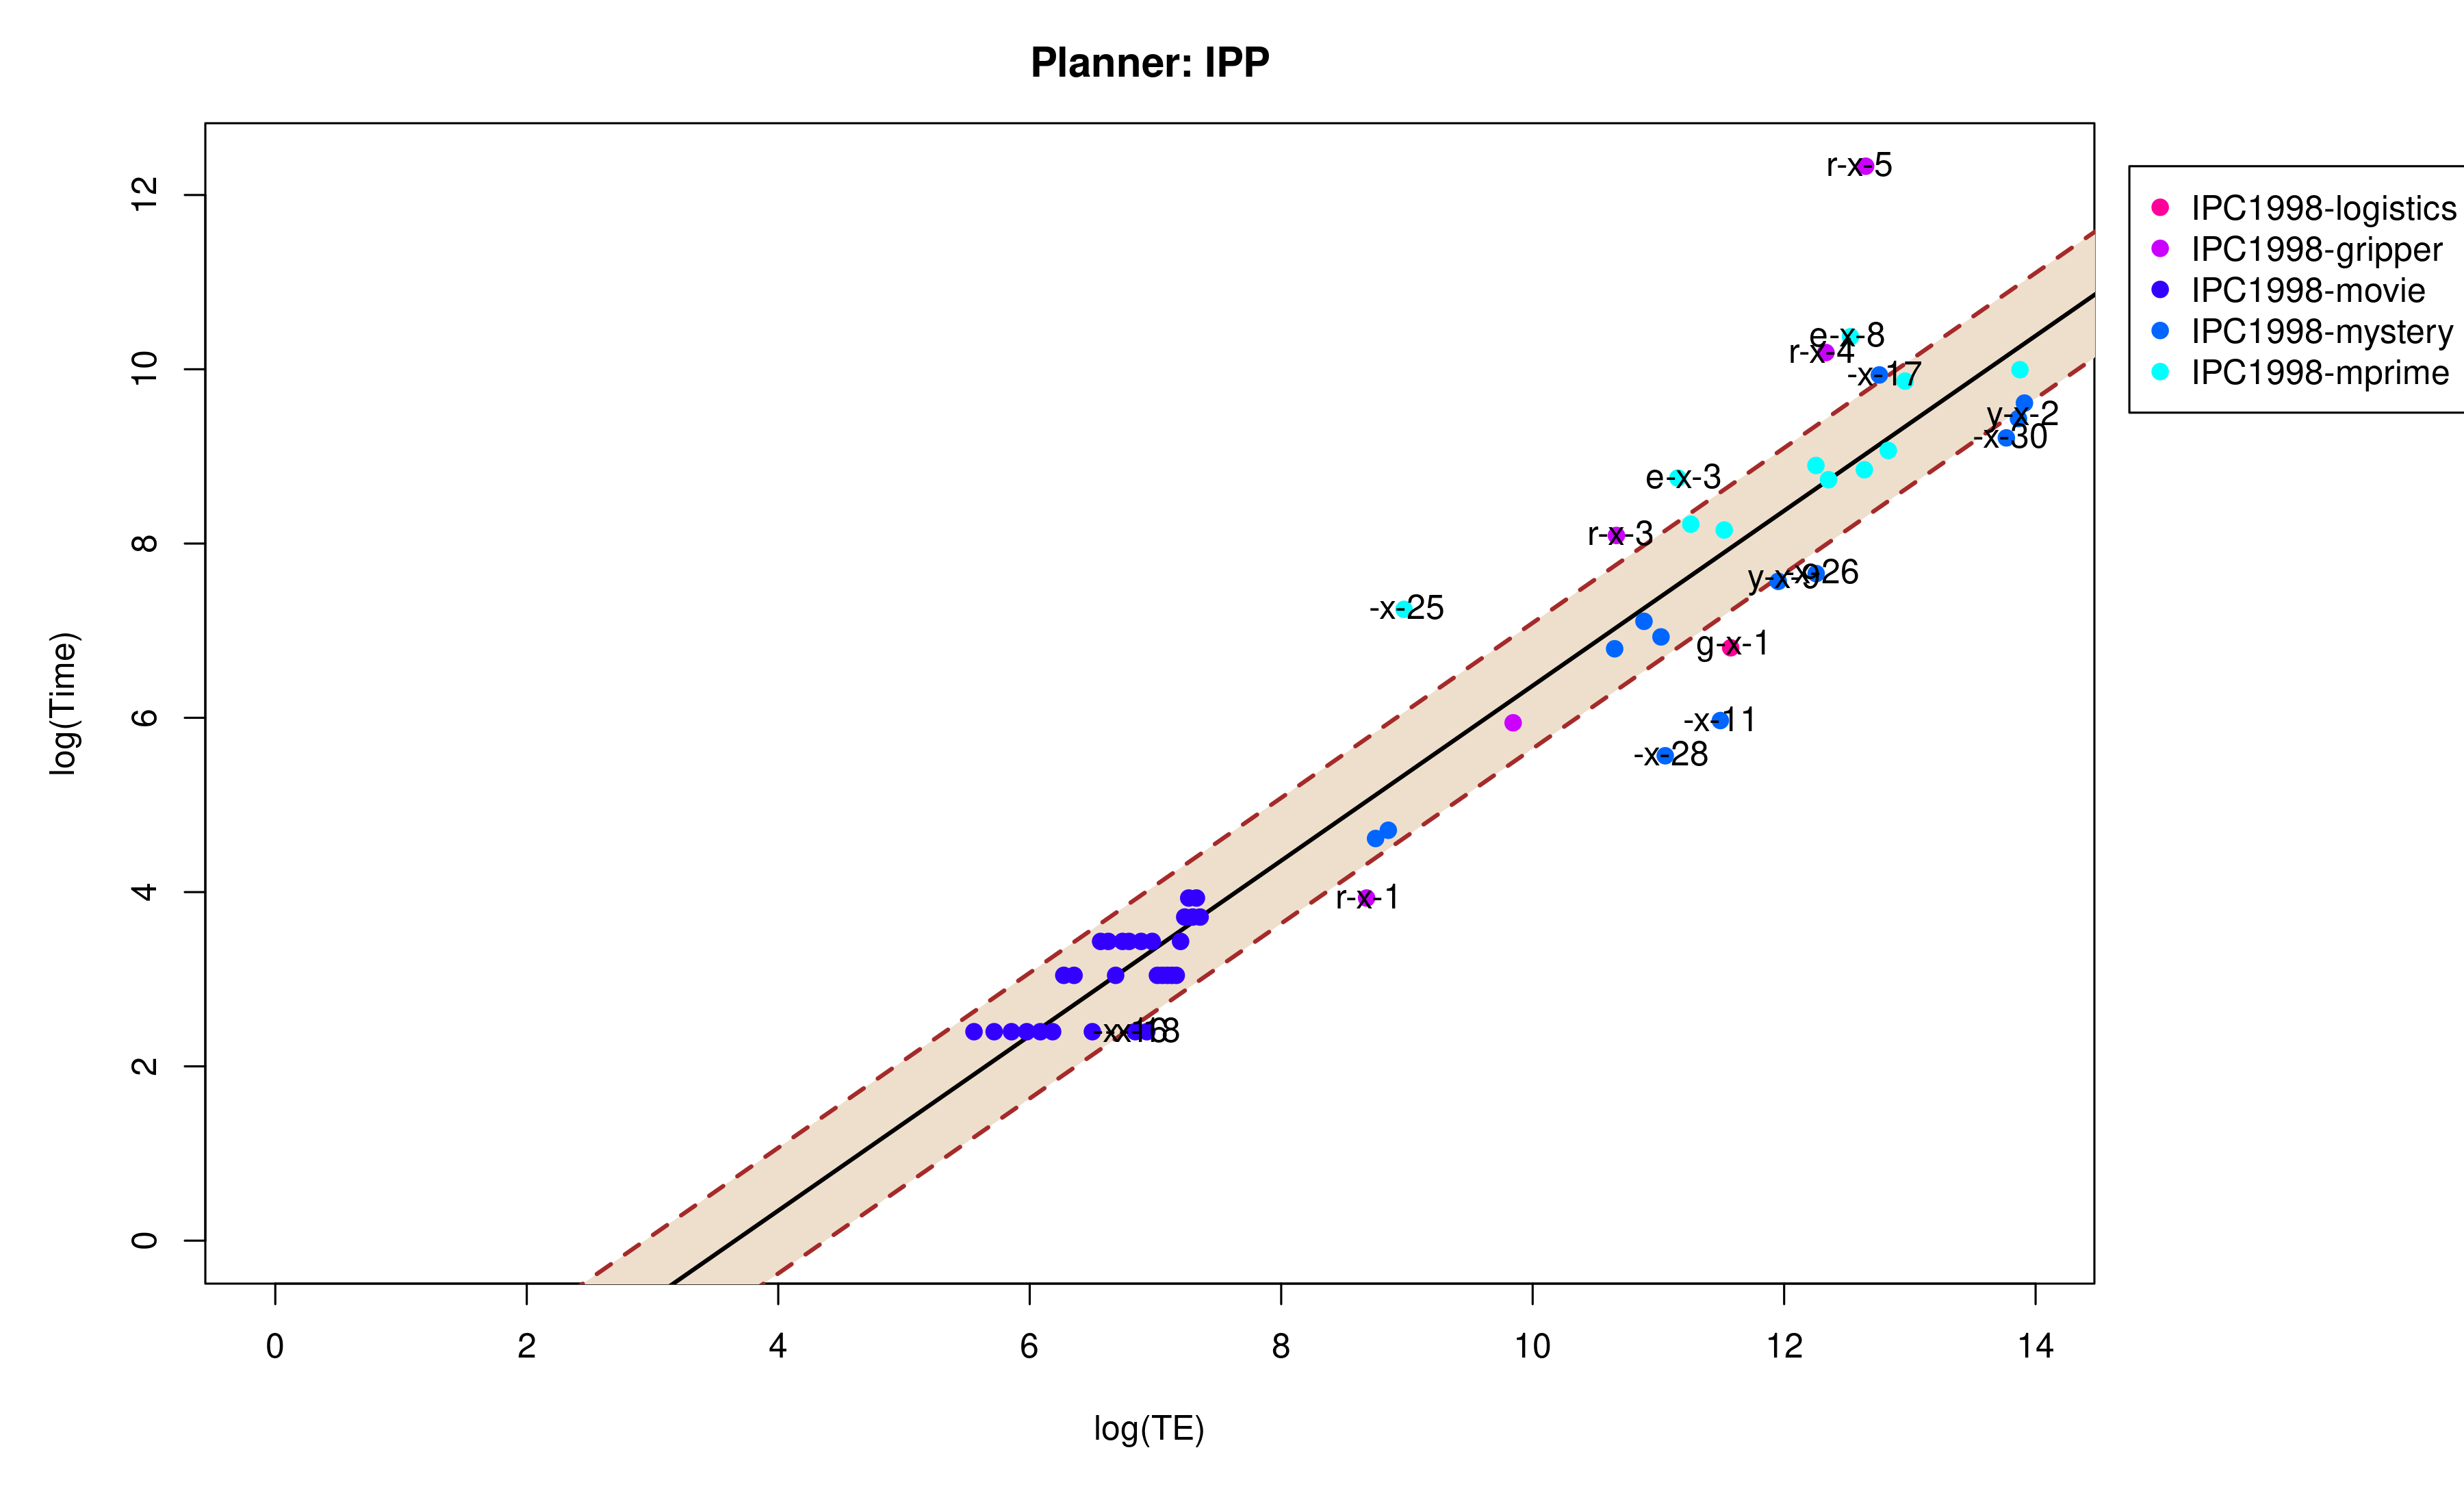 Planner: IPP
r-x-5
e-x-8
r-x-4
-x-17
y-x-2
-x-30
e-x-3
r-x-3
-x-26
y-x-9
-x-25
g-x-1
-x-11
-x-28
r-x-1
IPC1998-logistics
IPC1998-gripper
IPC1998-movie
IPC1998-mystery
IPC1998-mprime
log(Time)
12
10
8
6
4
2
0
0 2 4 6 8 10 12 14
log(TE)